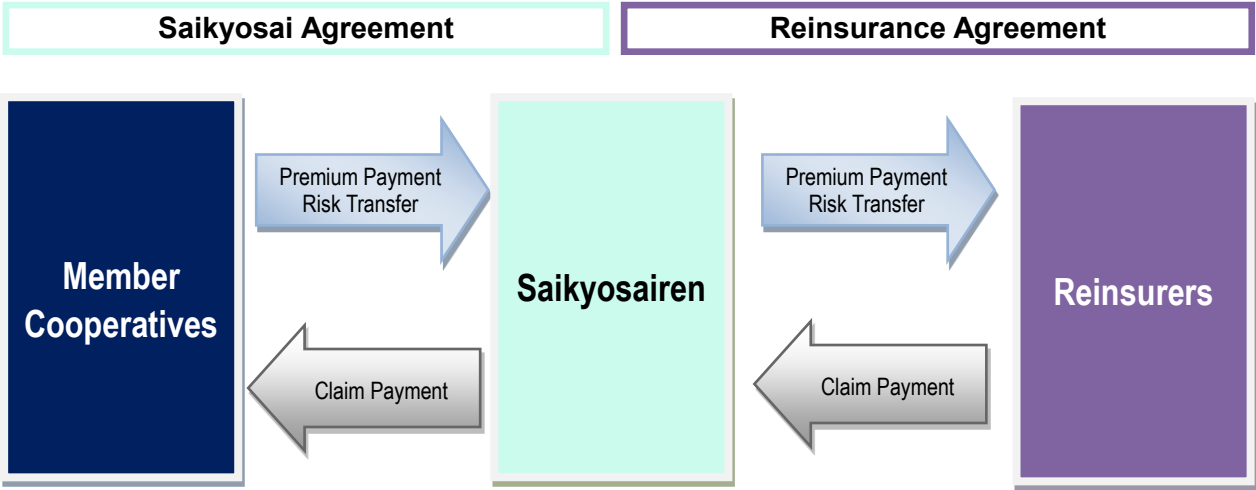 Saikyosai Agreement
Reinsurance Agreement
Member
Cooperatives
Premium Payment
Risk Transfer
Claim Payment
Saikyosairen
Premium Payment
Risk Transfer
Claim Payment
Reinsurers